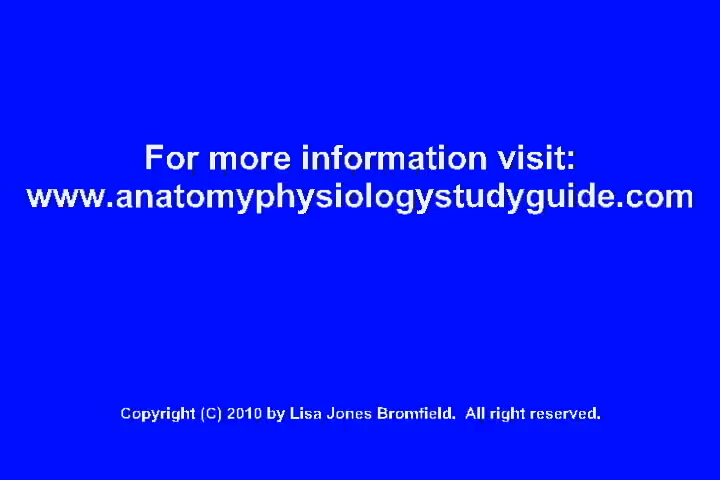 For more information visit:
www.anatomyphysiologystudyguide.com
Copyright (C) 2010 by Lisa Jones Bromfield.  All right reserved.